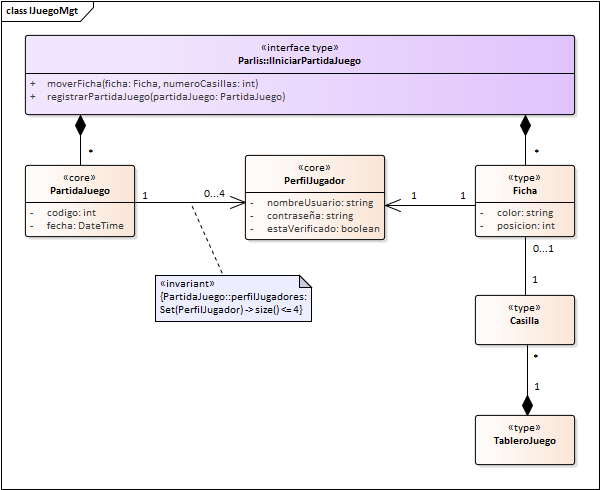 class IJuegoMgt
«interface type»
Parlis::IIniciarPartidaJuego
+ moverFicha(ficha: Ficha, numeroCasillas: int)
+ registrarPartidaJuego(partidaJuego: PartidaJuego)
* *
«core»
PartidaJuego
- codigo: int
- fecha: DateTime
1 0...4
«core»
PerfilJugador
- nombreUsuario: string
- contraseña: string
- estaVerificado: boolean
1 1
«type»
Ficha
- color: string
- posicion: int
0...1
1
«invariant»
{PartidaJuego::perfilJugadores:
Set(PerfilJugador) -> size() <= 4}
«type»
Casilla
*
1
«type»
TableroJuego